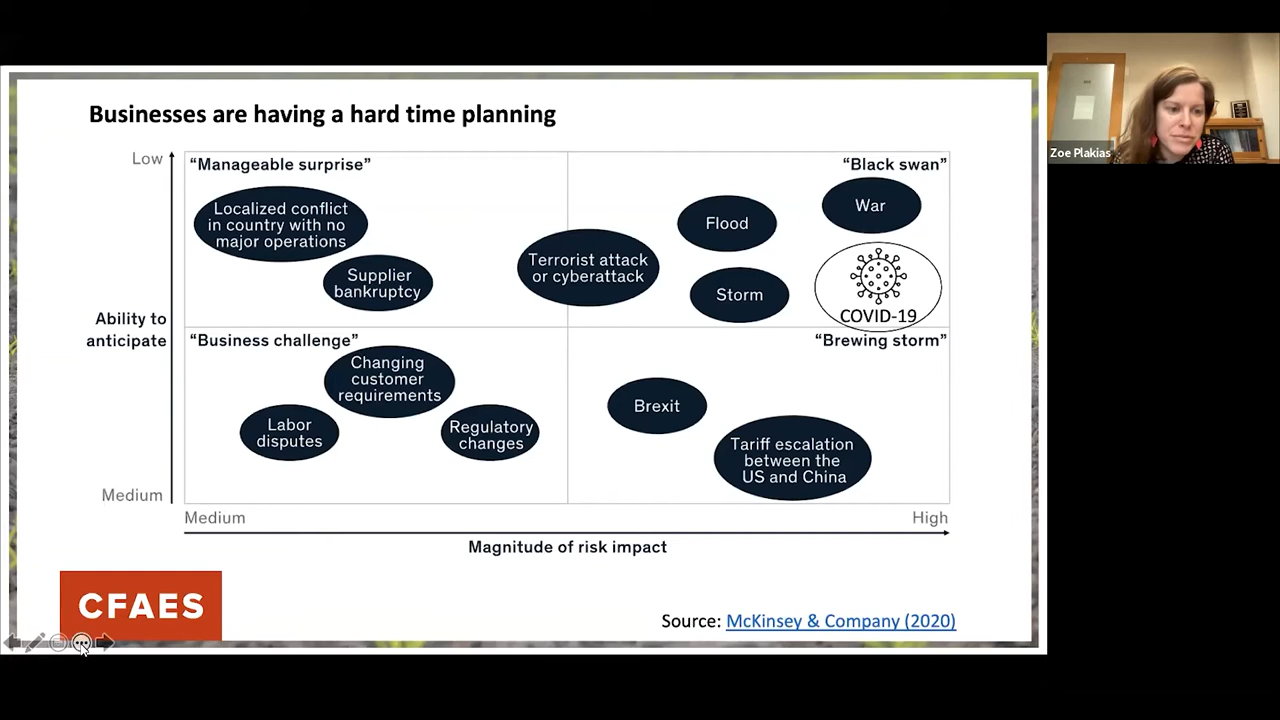 Businesses are having a hard time planning
Low
"Manageable surprise"
"Black swan"
Localized conflict
in country with no
major operations
Supplier
bankruptcy
Terrorist attack
or cyberattack
Flood
War
Storm
COVID-19
Ability to
anticipate
"Business challenge"
"Brewing storm"
Changing
customer
requirements
Labor
disputes
Regulatory
changes
Brexit
Tariff escalation
between the
US and China
Medium
Medium
High
Magnitude of risk impact
CFAES
Source: McKinsey & Company (2020)
Zoe Plakias